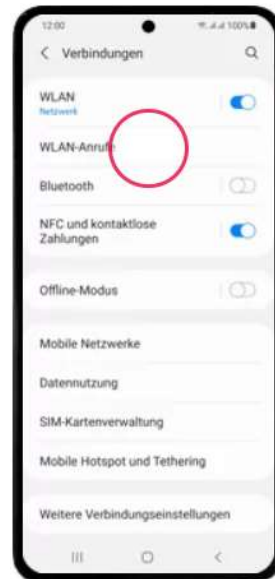 12:00
100%
Verbindungen
WLAN
Netzwerk
WLAN-Anrufe
Bluetooth
NFC und kontaktlose
Zahlungen
Offline-Modus
Mobile Netzwerke
Datennutzung
SIM-Kartenverwaltung
Mobile Hotspot und Tethering
Weitere Verbindungseinstellungen